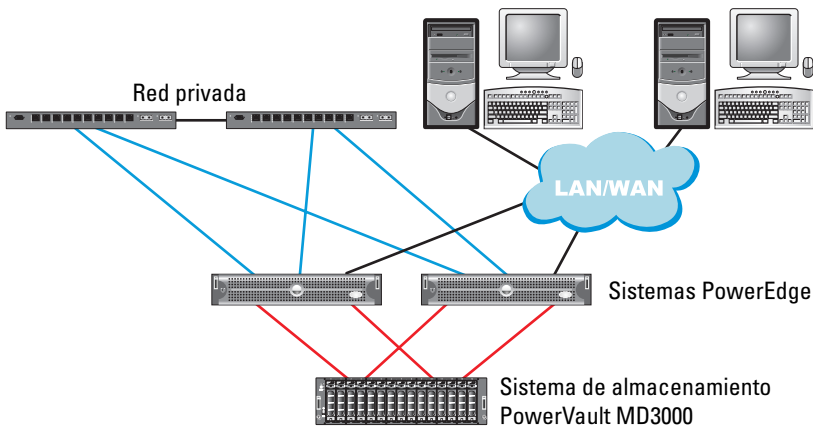 Red privada
LAN/WAN
Sistemas PowerEdge
Sistema de almacenamiento
PowerVault MD3000